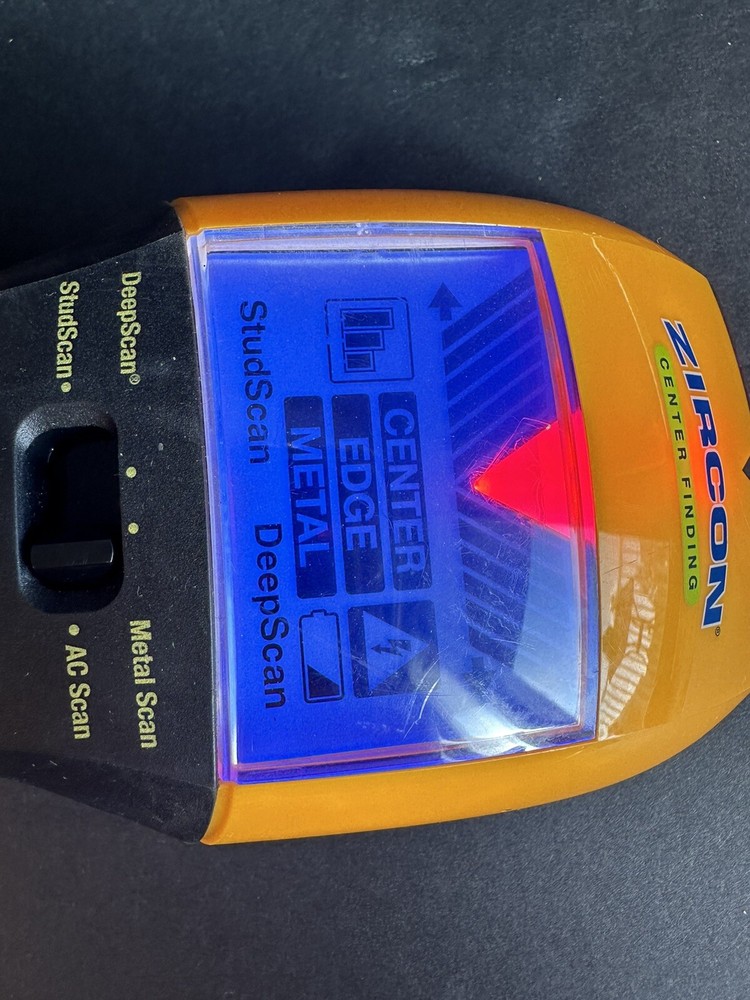 ZIRCON®
CENTER FINDING
CENTER
EDGE
METAL
StudScan DeepScan
DeepScan® Metal Scan
StudScan• • AC Scan